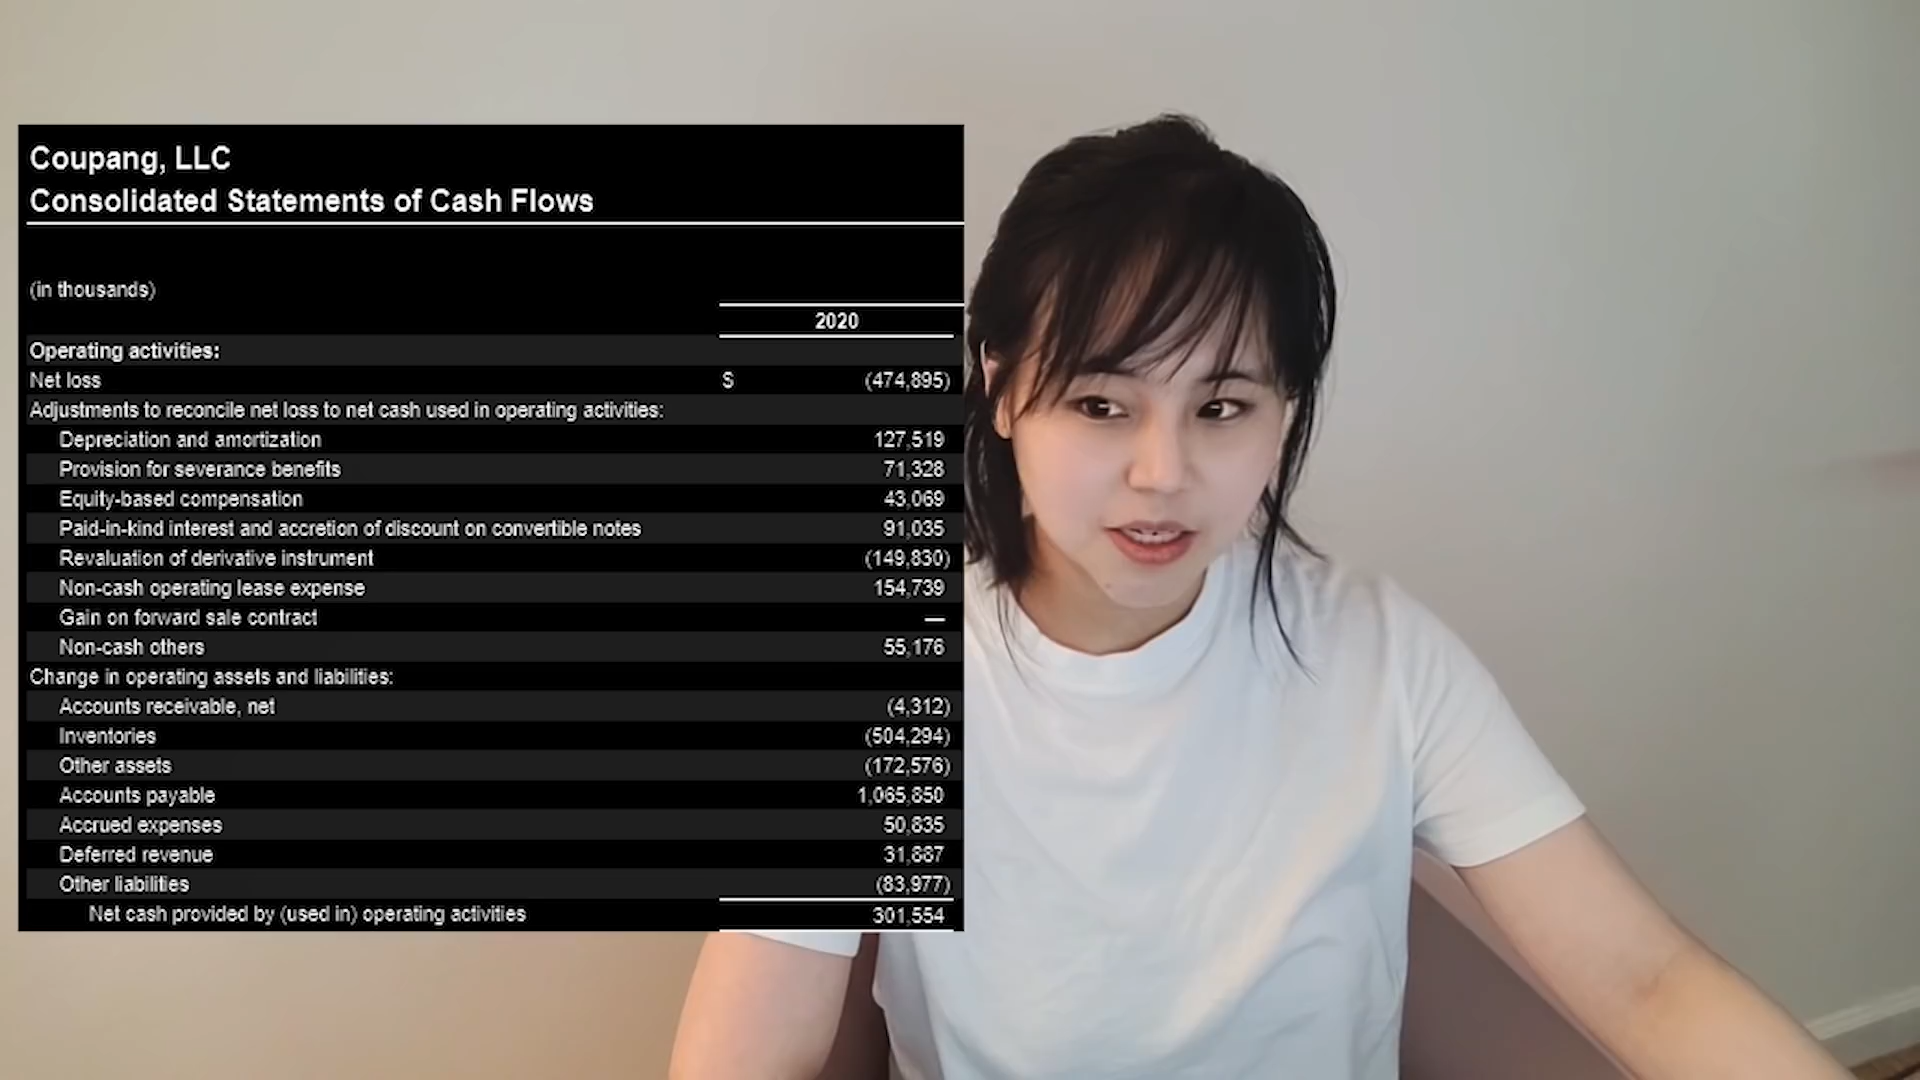 Coupang, LLC
Consolidated Statements of Cash Flows
(in thousands)
2020
Operating activities:
Net loss $ (474,895)
Adjustments to reconcile net loss to net cash used in operating activities:
Depreciation and amortization 127,519
Provision for severance benefits 71,328
Equity-based compensation 43,069
Paid-in-kind interest and accretion of discount on convertible notes 91,035
Revaluation of derivative instrument (149,830)
Non-cash operating lease expense 154,739
Gain on forward sale contract —
Non-cash others 55,176
Change in operating assets and liabilities:
Accounts receivable, net (4,312)
Inventories (504,294)
Other assets (172,576)
Accounts payable 1,065,850
Accrued expenses 50,835
Deferred revenue 31,887
Other liabilities (83,977)
Net cash provided by (used in) operating activities 301,554